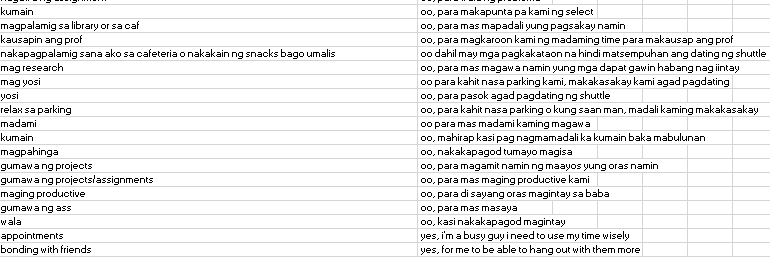 kumain oo, para makapunta pa kami ng select
magpalamig sa library or sa caf oo, para mas mapadali yung pagsakay namin
kausapin ang prof oo, para magkaroon kami ng madaming time para makausap ang prof
nakapagpalamig sana ako sa cafeteria o nakakain ng snacks bago umalis oo dahil may mga pagkakataon na hindi matsempuhan ang dating ng shuttle
mag research oo, para mas magawa namin yung mga dapat gawin habang nag iintay
mag yosi oo para kahit nasa parking kami, makakasakay kami agad pagdating
yosi oo, para pasok agad pagdating ng shuttle
relax sa parking oo, para kahit nasa parking o kung saan man, madali kaming makakasakay
madami oo para mas madami kaming magawa
kumain oo, mahirap kasi pag nagmamadali ka kumain baka mabulunan
magpahinga oo, nakakapagod tumayo magisa
gumawa ng projects oo, para magamit namin ng maayos yung oras namin
gumawa ng projects/assignments oo, para mas maging productive kami
maging productive oo, para di sayang oras magintay sa baba
gumawa ng ass oo, para mas masaya
wala oo, kasi nakakapagod magintay
appointments yes, i'm a busy guy i need to use my time wisely
bonding with friends yes, for me to be able to hang out with them more